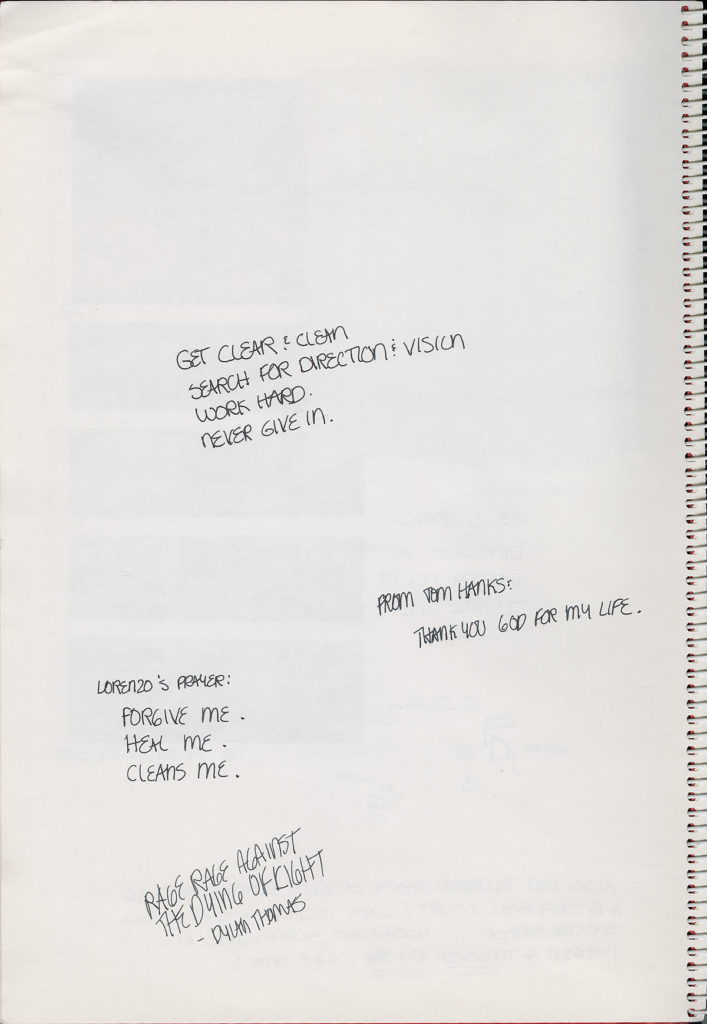 GET CLEAR & CLEAN
SEARCH FOR DIRECTION & VISION
WORK HARD.
NEVER GIVE IN.
FROM TOM HANKS:
THANK YOU GOD FOR MY LIFE.
LORENZO'S PRAYER:
FORGIVE ME.
HEAL ME.
CLEANS ME.
RAGE RAGE AGAINST
THE DYING OF LIGHT
- DYLAN THOMAS